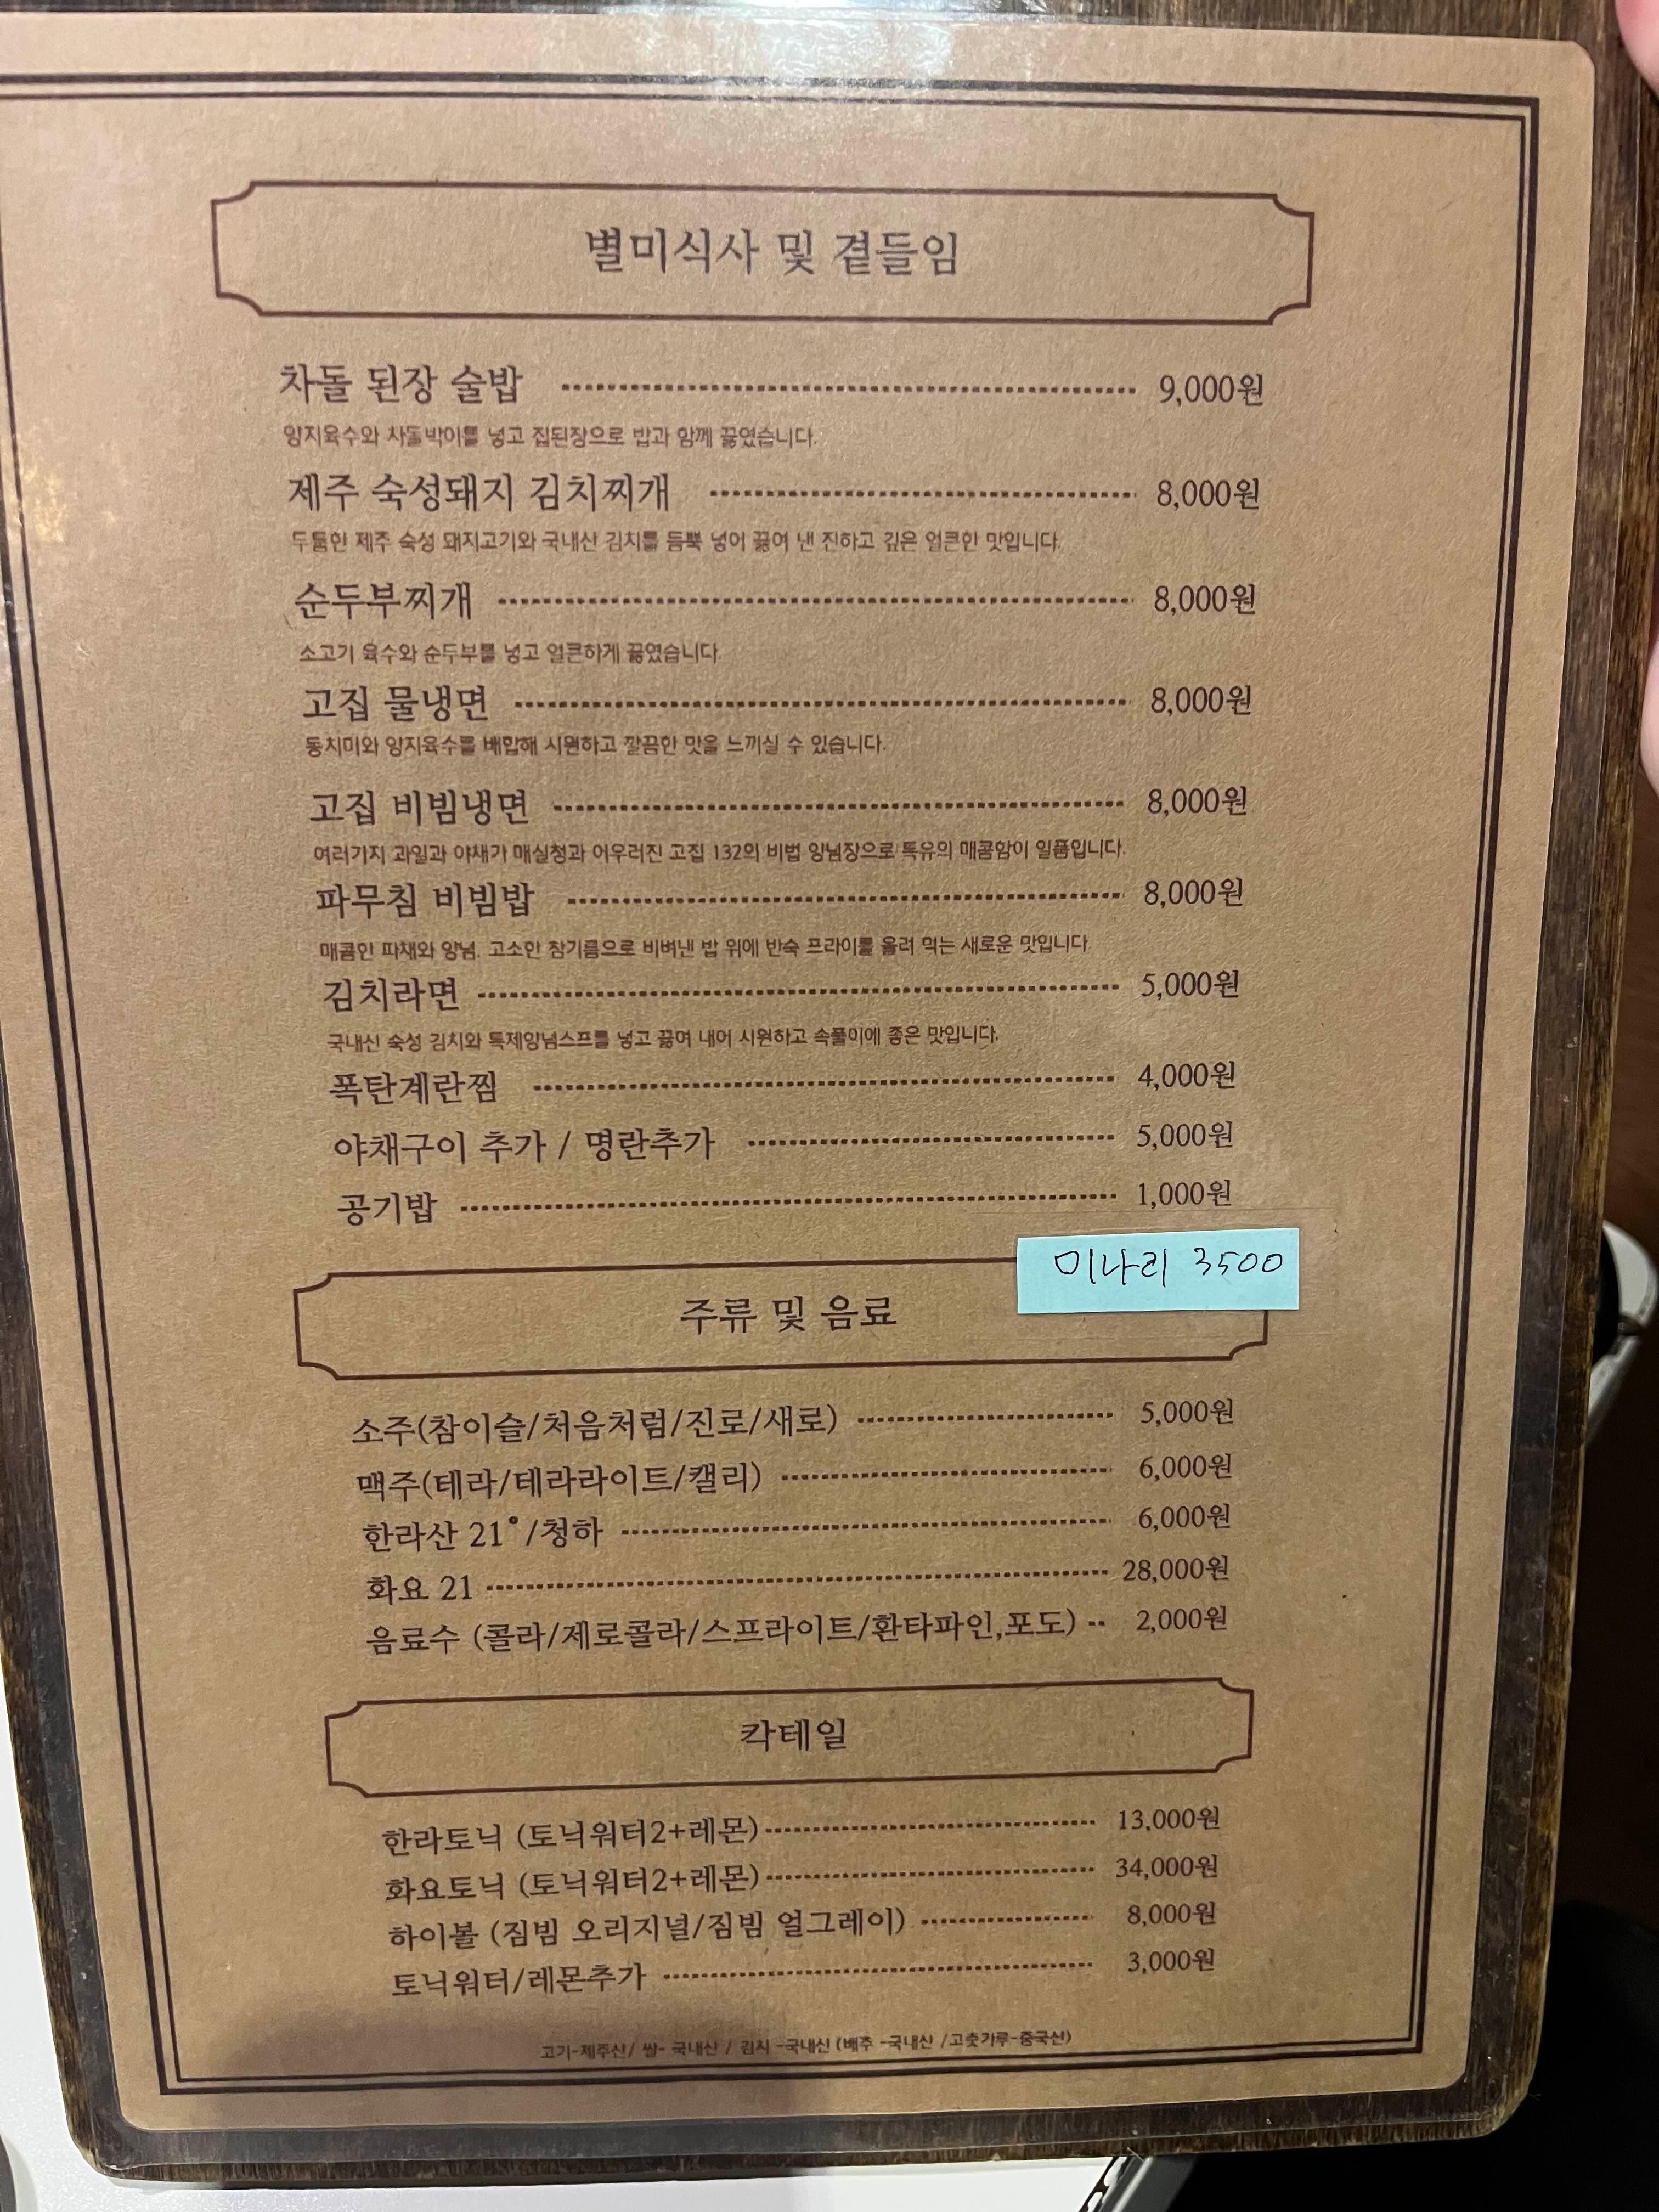 별미식사 및 곁들임
차돌 된장 술밥 9,000원
양지육수와 차돌박이를 넣고 집된장으로 밥과 함께 끓였습니다.
제주 숙성돼지 김치찌개 8,000원
두툼한 제주 숙성 돼지고기와 국내산 김치를 듬뿍 넣어 끓여 낸 진하고 깊은 얼큰한 맛입니다.
순두부찌개 8,000원
소고기 육수와 순두부를 넣고 얼큰하게 끓였습니다.
고집 물냉면 8,000원
동치미와 양지육수를 배합해 시원하고 깔끔한 맛을 느끼실 수 있습니다.
고집 비빔냉면 8,000원
여러가지 과일과 야채가 매실청과 어우러진 고집 132의 비법 양념장으로 특유의 매콤함이 일품입니다.
파무침 비빔밥 8,000원
매콤한 파채와 양념, 고소한 참기름으로 비벼낸 밥 위에 반숙 프라이를 올려 먹는 새로운 맛입니다.
김치라면 5,000원
국내산 숙성 김치와 특제양념스프를 넣고 끓여 내어 시원하고 속풀이에 좋은 맛입니다.
폭탄계란찜 4,000원
야채구이 추가 / 명란추가 5,000원
공기밥 1,000원
미나리 3500
주류 및 음료
소주(참이슬/처음처럼/진로/새로) 5,000원
맥주(테라/테라라이트/캘리) 6,000원
한라산 21°/청하 6,000원
화요 21 28,000원
음료수 (콜라/제로콜라/스프라이트/환타파인,포도) 2,000원
칵테일
한라토닉 (토닉워터2+레몬) 13,000원
화요토닉 (토닉워터2+레몬) 34,000원
하이볼 (짐빔 오리지널/짐빔 얼그레이) 8,000원
토닉워터/레몬추가 3,000원
고기-제주산/ 쌀- 국내산 / 김치 -국내산 (배추 -국내산 /고춧가루-중국산)